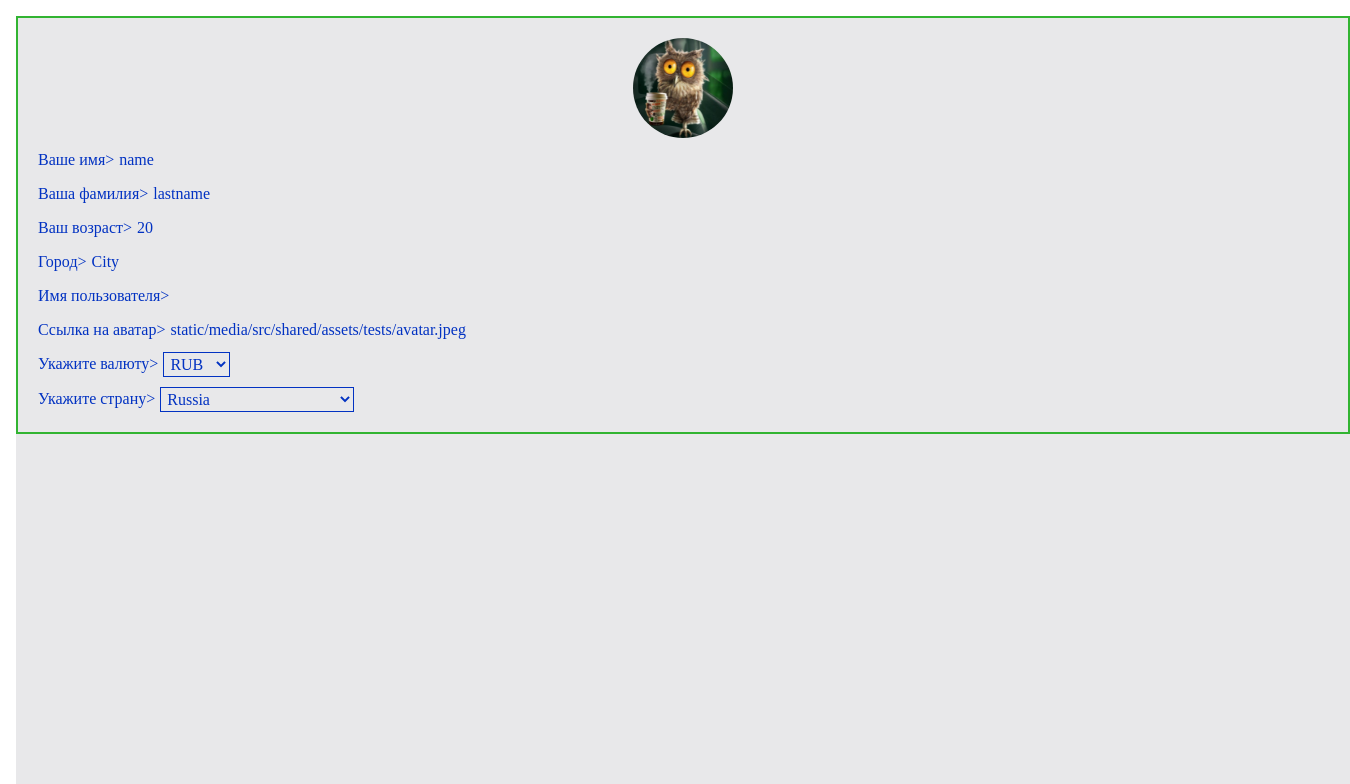 Ваше имя> name
Ваша фамилия> lastname
Ваш возраст> 20
Город> City
Имя пользователя>
Ссылка на аватар> static/media/src/shared/assets/tests/avatar.jpeg
Укажите валюту> RUB
Укажите страну> Russia